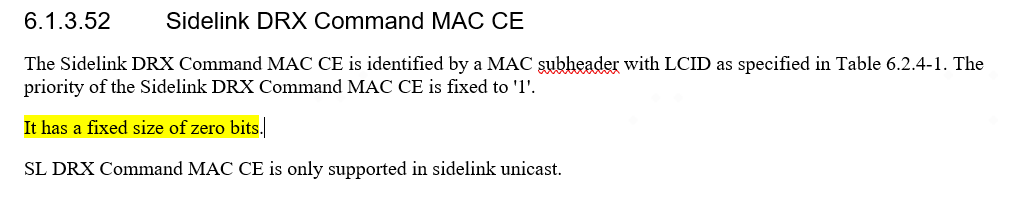 6.1.3.52 Sidelink DRX Command MAC CE
The Sidelink DRX Command MAC CE is identified by a MAC subheader with LCID as specified in Table 6.2.4-1. The
priority of the Sidelink DRX Command MAC CE is fixed to '1'.
It has a fixed size of zero bits.
SL DRX Command MAC CE is only supported in sidelink unicast.